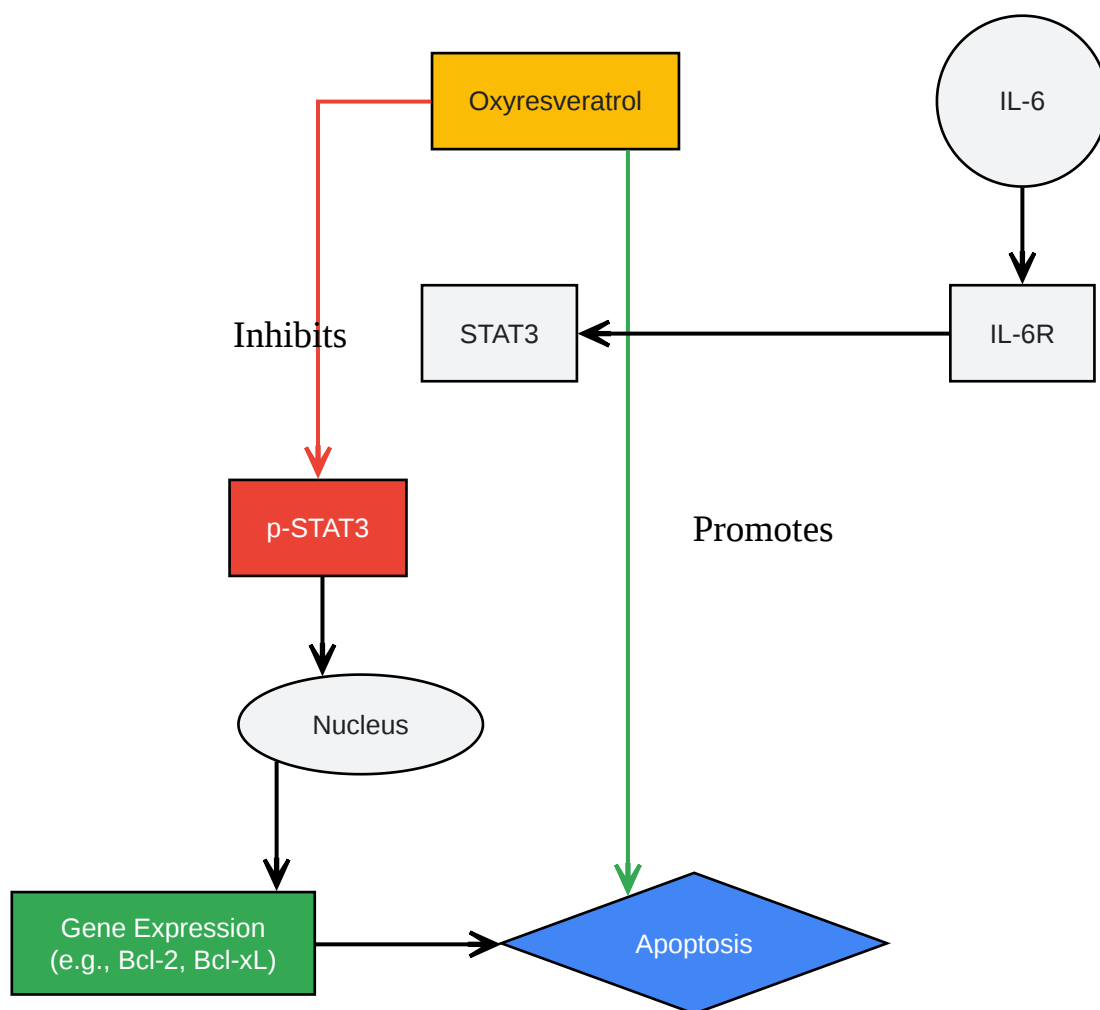 Oxyresveratrol
IL-6
Inhibits
STAT3
IL-6R
p-STAT3
Promotes
Nucleus
Gene Expression
(e.g., Bcl-2, Bcl-xL)
Apoptosis